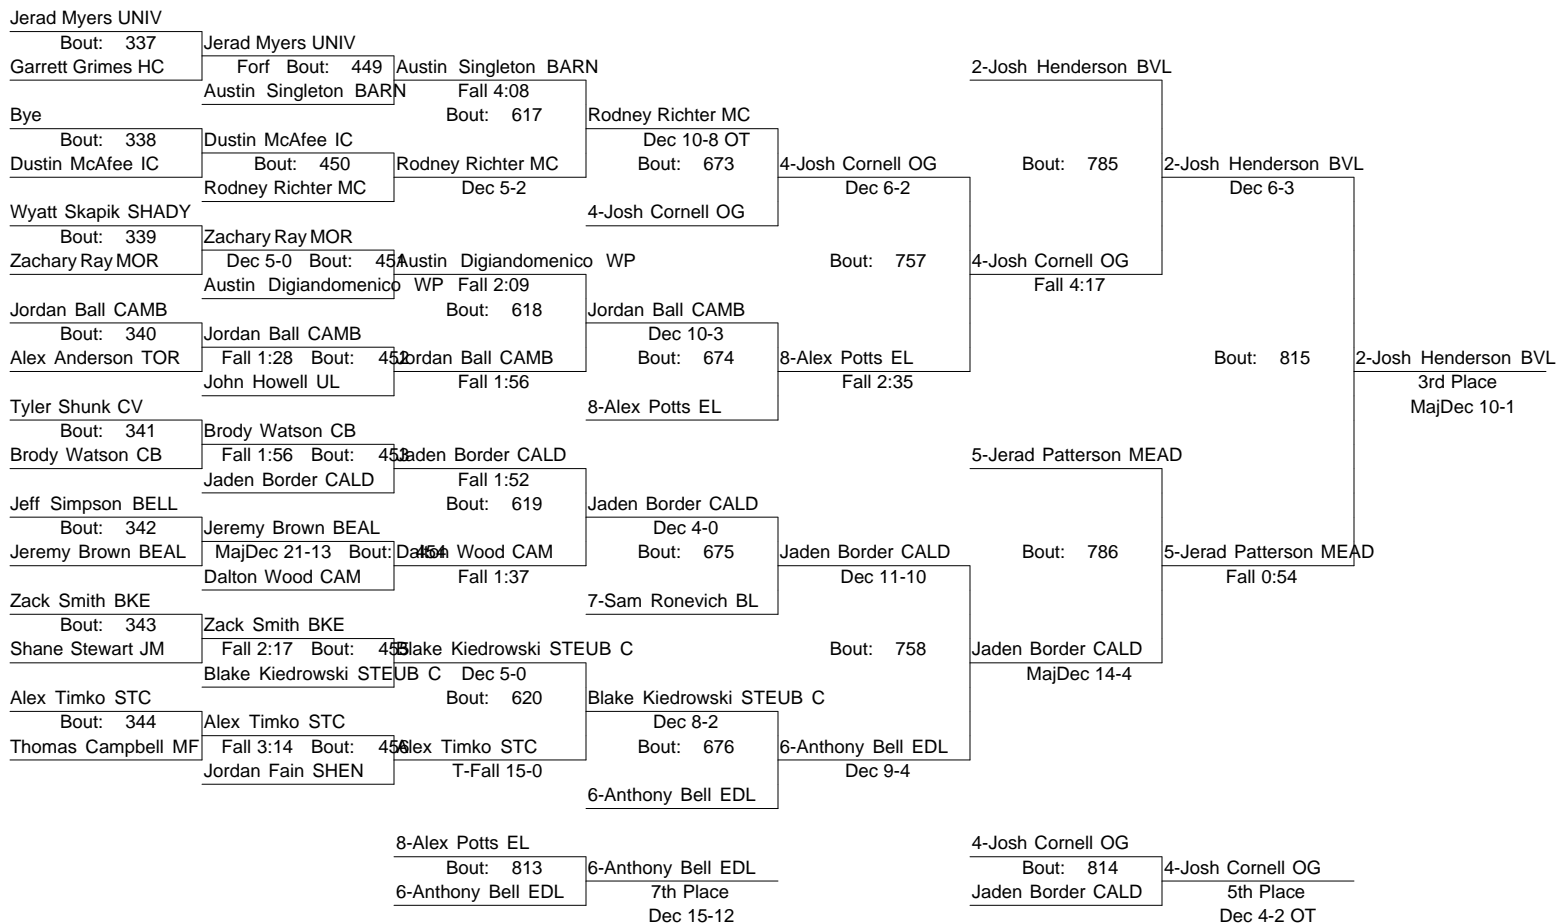 Jerad Myers UNIV
Bout: 337 Jerad Myers UNIV
Garrett Grimes HC Forf Bout: 449 Austin Singleton BARN 2-Josh Henderson BVL
Austin Singleton BARN Fall 4:08
Bye Bout: 617 Rodney Richter MC
Bout: 338 Dustin McAfee IC Dec 10-8 OT
Dustin McAfee IC Bout: 450 Rodney Richter MC Bout: 673 4-Josh Cornell OG Bout: 785 2-Josh Henderson BVL
Rodney Richter MC Dec 5-2 Dec 6-2 Dec 6-3
Wyatt Skapik SHADY 4-Josh Cornell OG
Bout: 339 Zachary Ray MOR
Zachary Ray MOR Dec 5-0 Bout: 451 Austin Digiandomenico WP Bout: 757 4-Josh Cornell OG
Austin Digiandomenico WP Fall 2:09 Fall 4:17
Jordan Ball CAMB Bout: 618 Jordan Ball CAMB
Bout: 340 Jordan Ball CAMB Dec 10-3
Alex Anderson TOR Fall 1:28 Bout: 452 Jordan Ball CAMB Bout: 674 8-Alex Potts EL Bout: 815 2-Josh Henderson BVL
John Howell UL Fall 1:56 Fall 2:35 3rd Place
Tyler Shunk CV 8-Alex Potts EL MajDec 10-1
Bout: 341 Brody Watson CB
Brody Watson CB Fall 1:56 Bout: 453 Jaden Border CALD 5-Jerad Patterson MEAD
Jaden Border CALD Fall 1:52
Jeff Simpson BELL Bout: 619 Jaden Border CALD
Bout: 342 Jeremy Brown BEAL Dec 4-0
Jeremy Brown BEAL MajDec 21-13 Bout: 454 Dalton Wood CAM Bout: 675 Jaden Border CALD Bout: 786 5-Jerad Patterson MEAD
Dalton Wood CAM Fall 1:37 Dec 11-10 Fall 0:54
Zack Smith BKE 7-Sam Ronevich BL
Bout: 343 Zack Smith BKE
Shane Stewart JM Fall 2:17 Bout: 455 Blake Kiedrowski STEUB C Bout: 758 Jaden Border CALD
Blake Kiedrowski STEUB C Dec 5-0 MajDec 14-4
Alex Timko STC Bout: 620 Blake Kiedrowski STEUB C
Bout: 344 Alex Timko STC Dec 8-2
Thomas Campbell MF Fall 3:14 Bout: 456 Alex Timko STC Bout: 676 6-Anthony Bell EDL
Jordan Fain SHEN T-Fall 15-0 Dec 9-4
6-Anthony Bell EDL
8-Alex Potts EL 4-Josh Cornell OG
Bout: 813 6-Anthony Bell EDL Bout: 814 4-Josh Cornell OG
6-Anthony Bell EDL 7th Place Jaden Border CALD 5th Place
Dec 15-12 Dec 4-2 OT